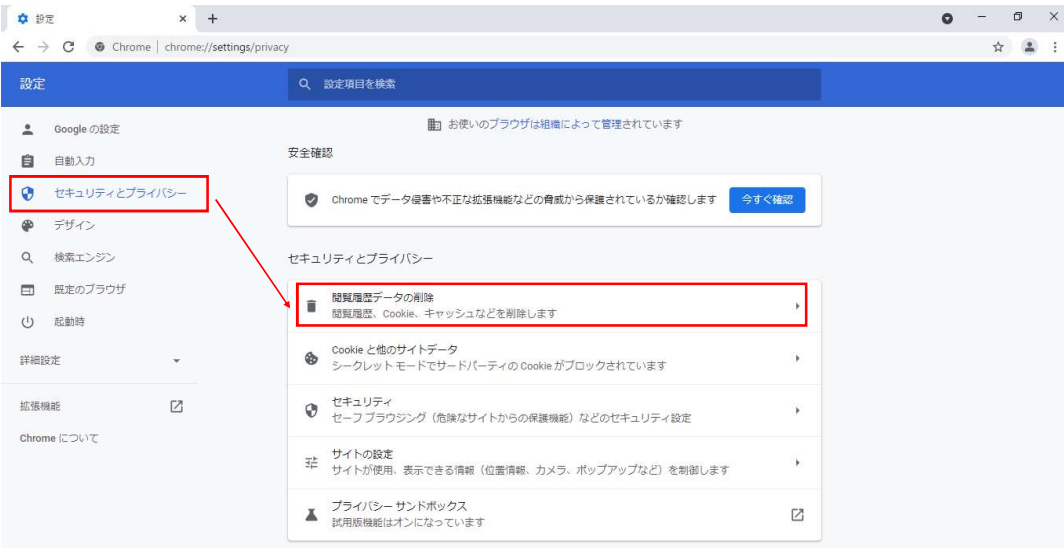 設定
Chrome | chrome://settings/privacy
設定
設定項目を検索
Google の設定
自動入力
セキュリティとプライバシー
デザイン
検索エンジン
既定のブラウザ
起動時
詳細設定
拡張機能
Chrome について
お使いのブラウザは組織によって管理されています
安全確認
Chrome でデータ侵害や不正な拡張機能などの脅威から保護されているか確認します
今すぐ確認
セキュリティとプライバシー
閲覧履歴データの削除
閲覧履歴、Cookie、キャッシュなどを削除します
Cookie と他のサイトデータ
シークレット モードでサードパーティの Cookie がブロックされています
セキュリティ
セーフ ブラウジング（危険なサイトからの保護機能）などのセキュリティ設定
サイトの設定
サイトが使用、表示できる情報（位置情報、カメラ、ポップアップなど）を制御します
プライバシー サンドボックス
試用版機能はオンになっています